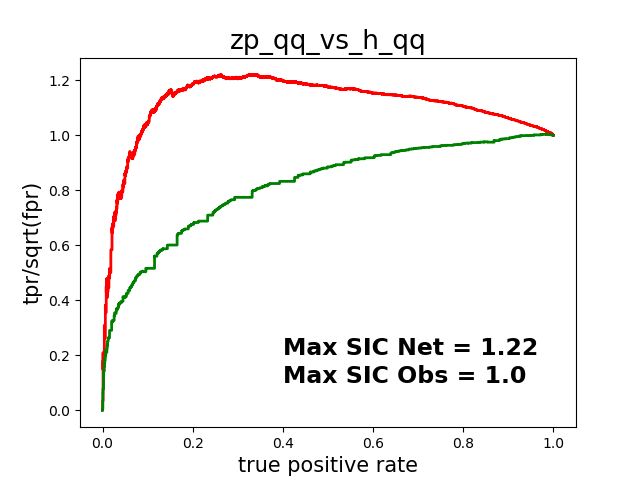 zp_qq_vs_h_qq
tpr/sqrt(fpr)
1.2
1.0
0.8
0.6
0.4
0.2
0.0
Max SIC Net = 1.22
Max SIC Obs = 1.0
0.0 0.2 0.4 0.6 0.8 1.0
true positive rate